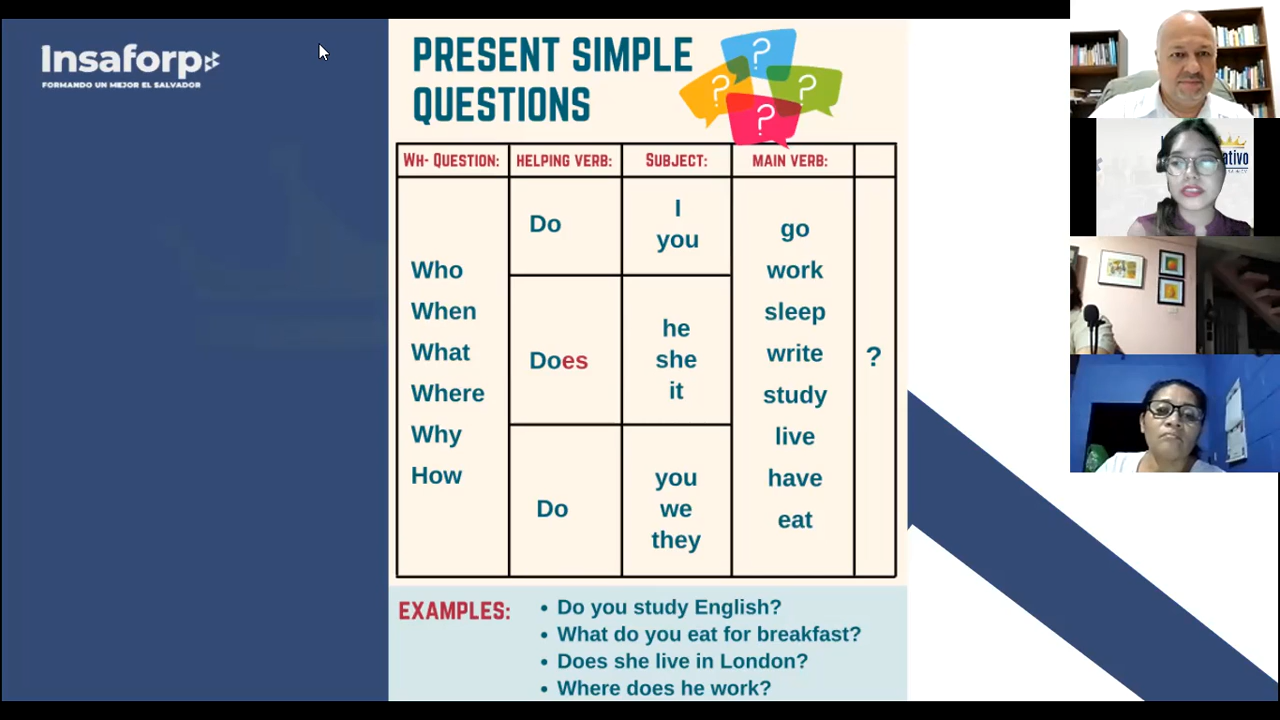 Insaforp
FORMANDO UN MEJOR EL SALVADOR
PRESENT SIMPLE
QUESTIONS
? ? ? ?
WH- QUESTION: HELPING VERB: SUBJECT: MAIN VERB:
Who
When
What
Where
Why
How
Do
Does
Do
I
you
he
she
it
you
we
they
go
work
sleep
write
study
live
have
eat
?
EXAMPLES:
• Do you study English?
• What do you eat for breakfast?
• Does she live in London?
• Where does he work?